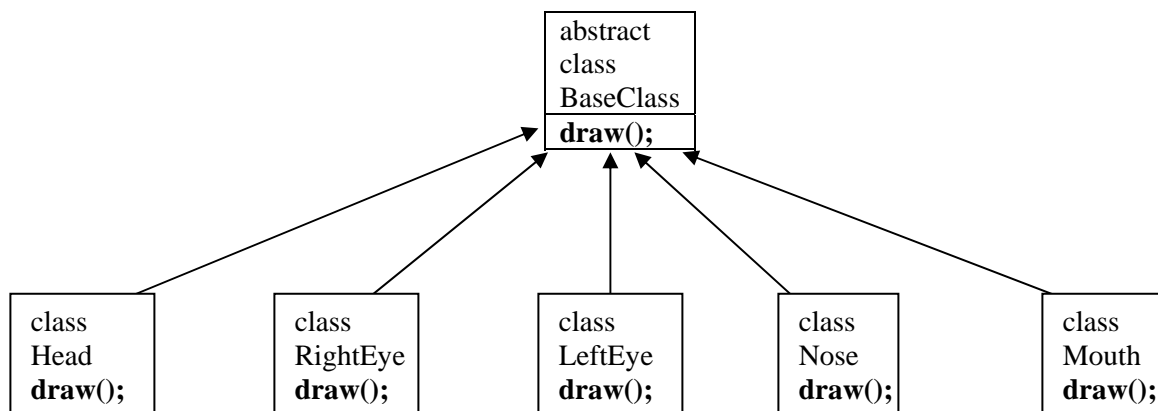 abstract
class
BaseClass
draw();
class
Head
draw();
class
RightEye
draw();
class
LeftEye
draw();
class
Nose
draw();
class
Mouth
draw();